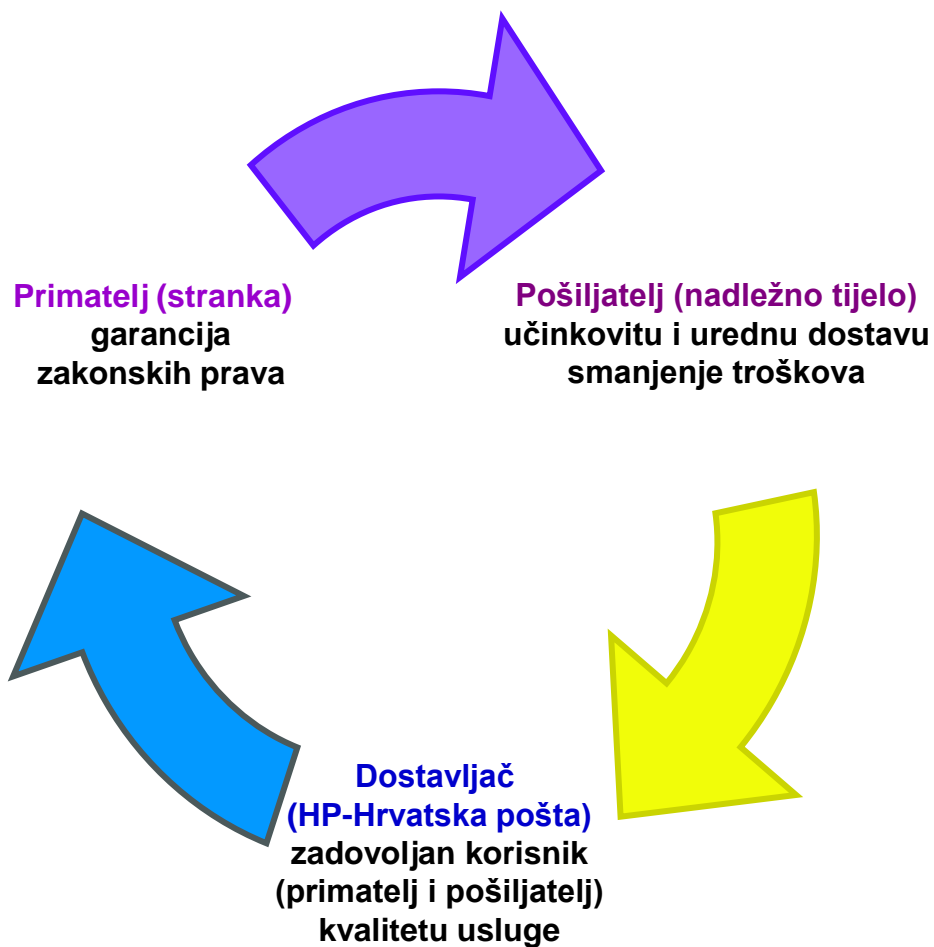 Primatelj (stranka)
garancija
zakonskih prava
Pošiljatelj (nadležno tijelo)
učinkovitu i urednu dostavu
smanjenje troškova
Dostavljač
(HP-Hrvatska pošta)
zadovoljan korisnik
(primatelj i pošiljatelj)
kvalitetu usluge